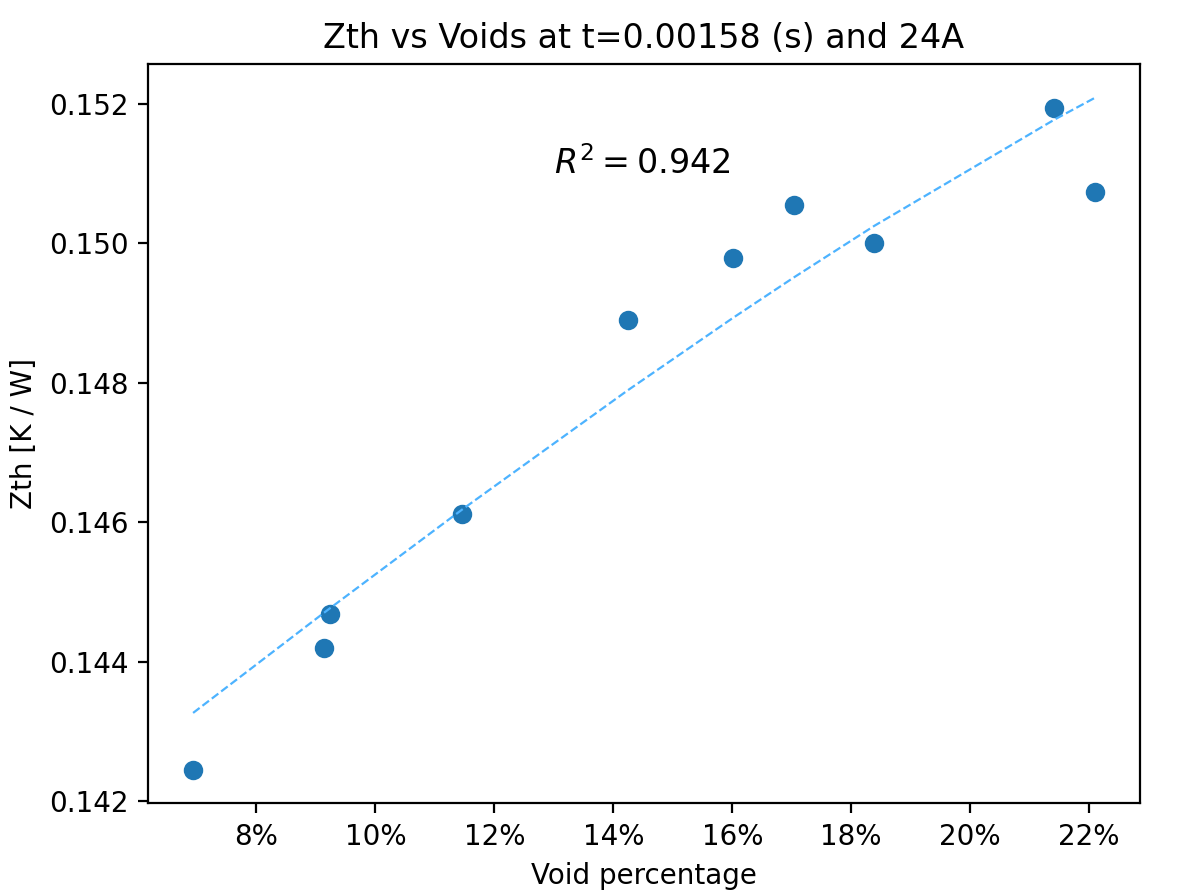 Zth vs Voids at t=0.00158 (s) and 24A
0.152
0.150
0.148
0.146
0.144
0.142
Zth [K / W]
R² = 0.942
8% 10% 12% 14% 16% 18% 20% 22%
Void percentage